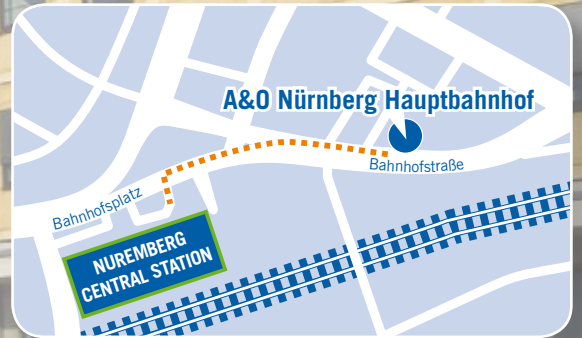 A&O Nürnberg Hauptbahnhof
Bahnhofstraße
Bahnhofsplatz
NUREMBERG
CENTRAL STATION